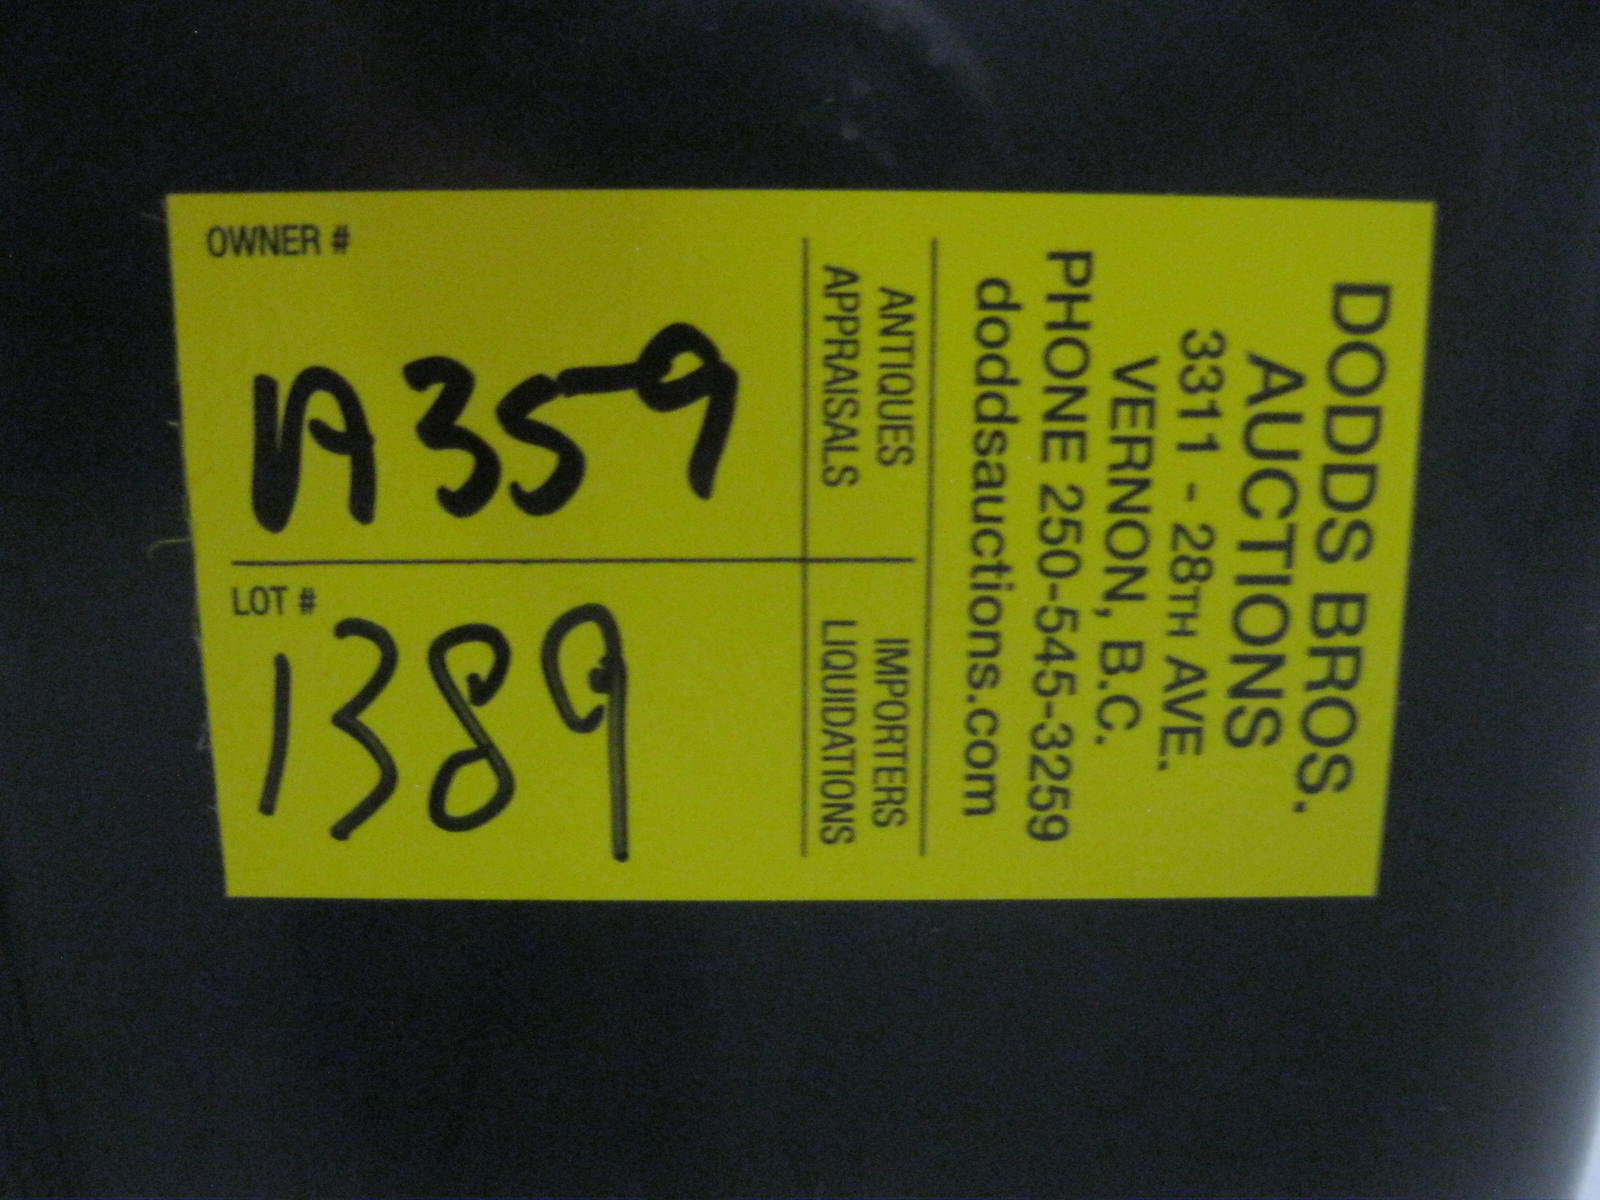 DODDS BROS.
AUCTIONS
3311 - 28TH AVE.
VERNON, B.C.
PHONE 250-545-3259
doddsauctions.com
ANTIQUES
APPRAISALS
IMPORTERS
LIQUIDATIONS
OWNER #
A359
LOT #
1389